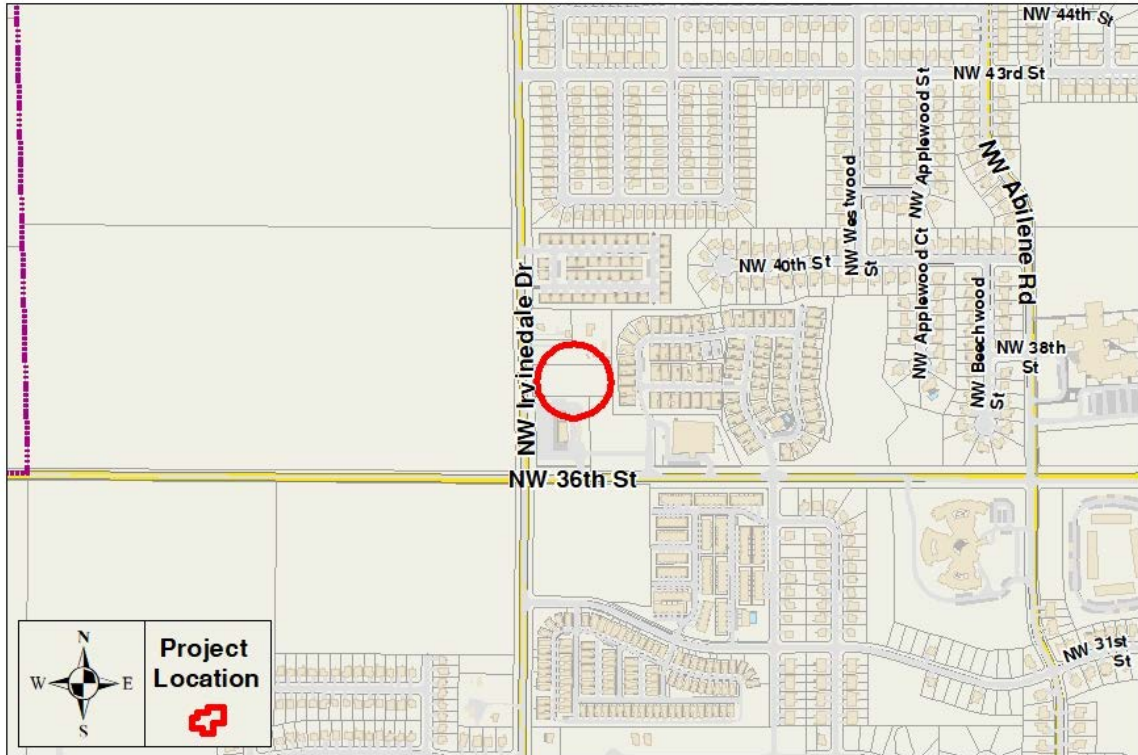 NW 44th St
NW 43rd St
NW Applewood St
NW Abilene Rd
NW Westwood
St
NW 40th St
NW Irvinedale Dr
NW Applewood Ct
NW Beechwood
St
NW 38th
St
NW 36th St
NW 31st
St
N
W
E
S
Project
Location